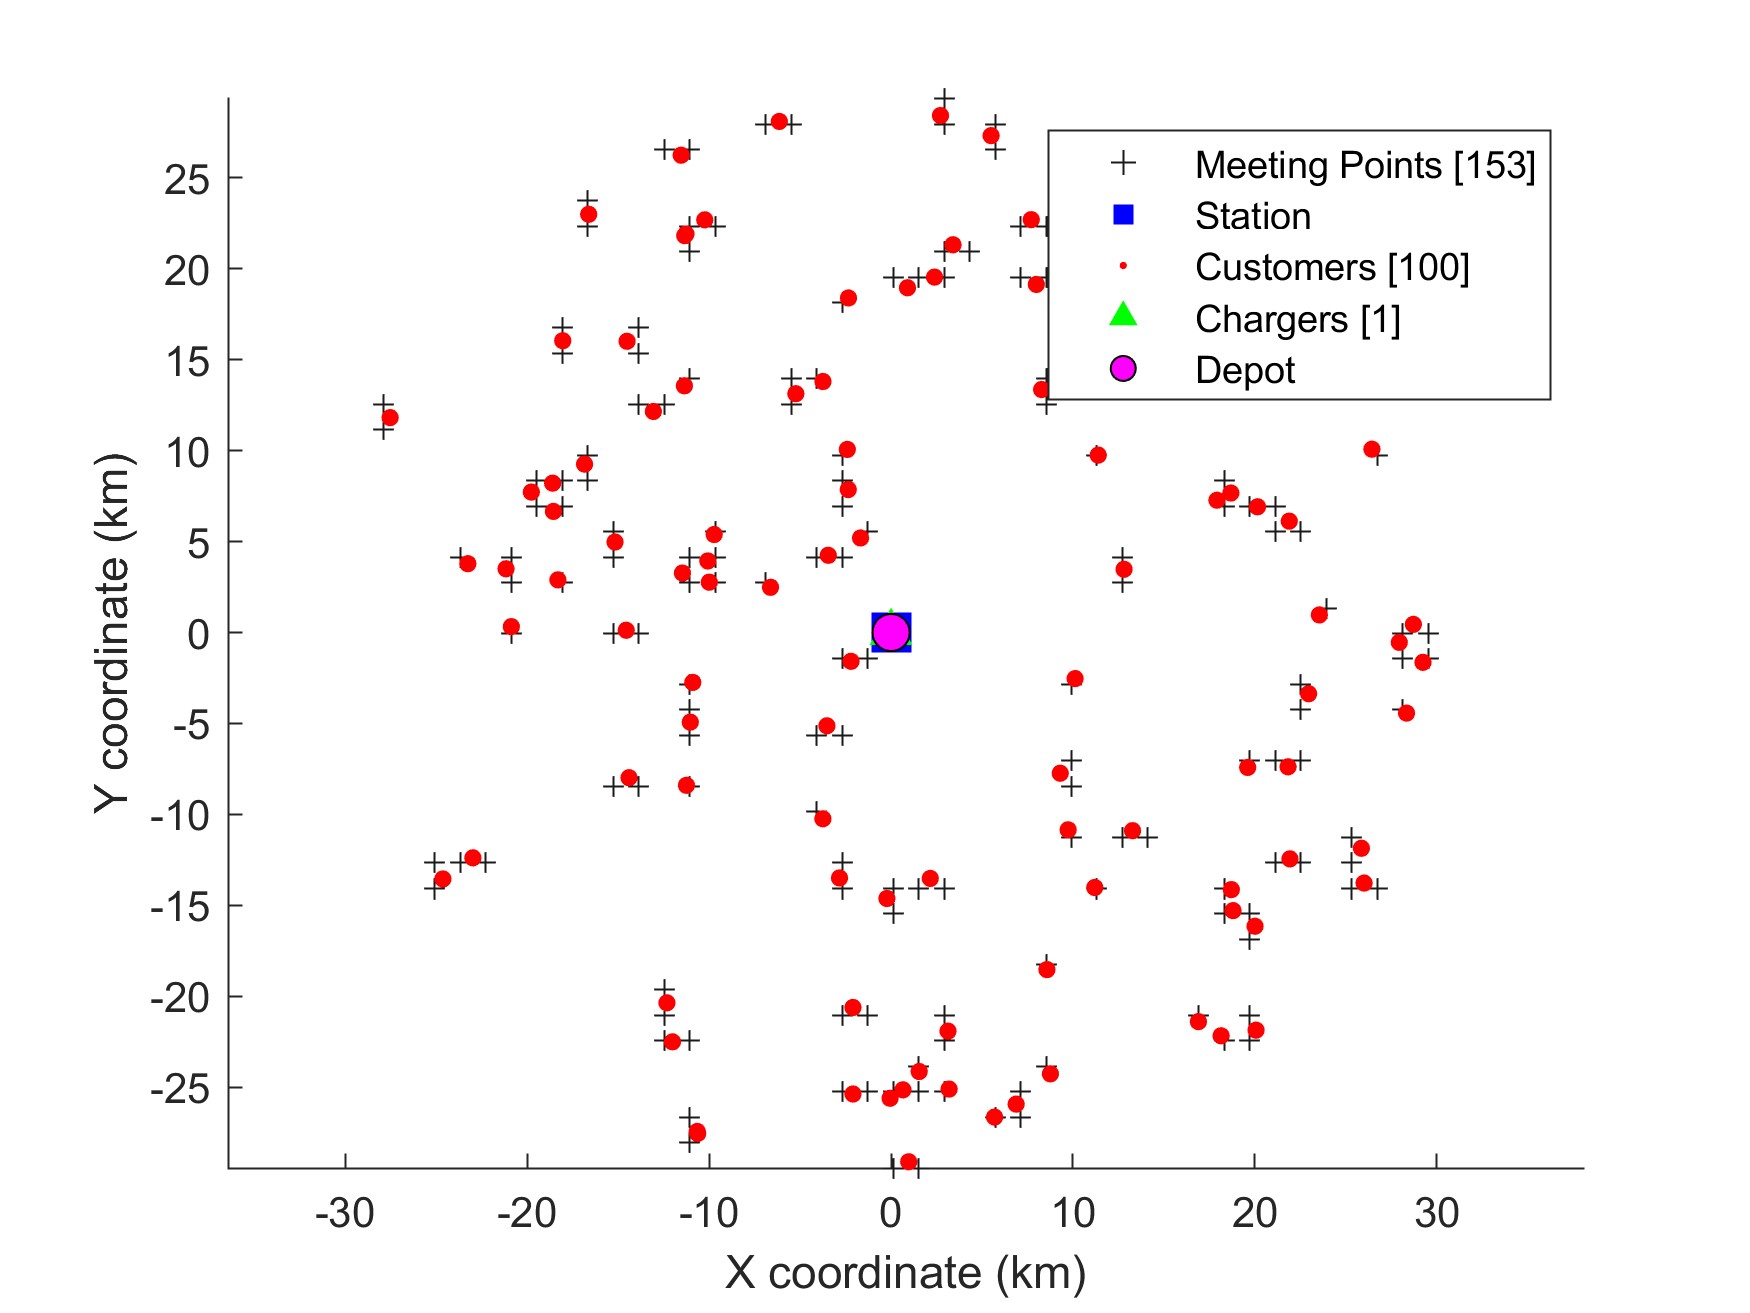 Meeting Points [153]
Station
Customers [100]
Chargers [1]
Depot
Y coordinate (km)
25
20
15
10
5
0
-5
-10
-15
-20
-25
-30 -20 -10 0 10 20 30
X coordinate (km)